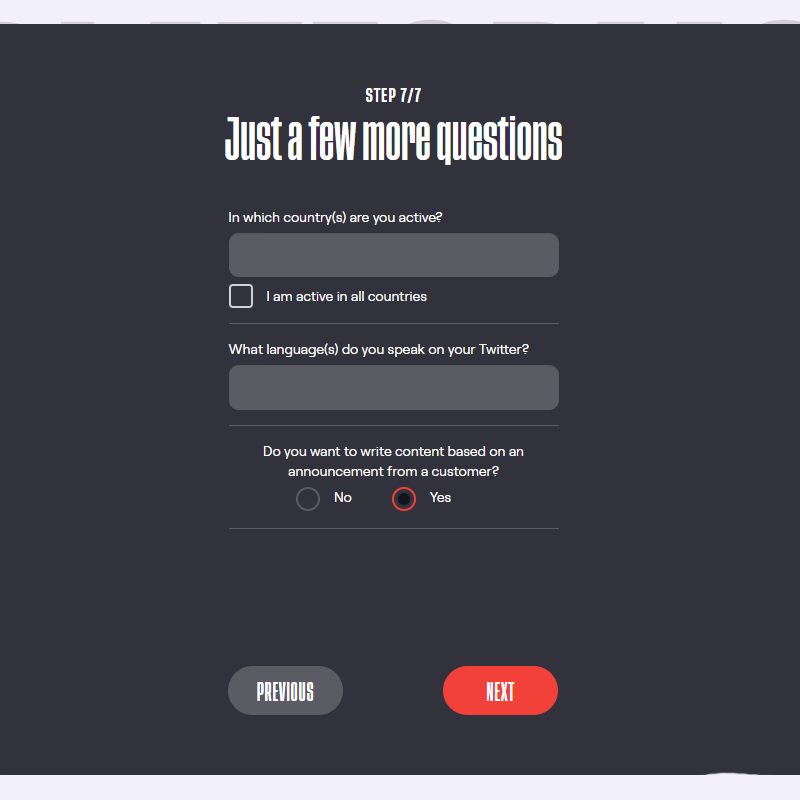 STEP 7/7
Just a few more questions
In which country(s) are you active?
I am active in all countries
What language(s) do you speak on your Twitter?
Do you want to write content based on an
announcement from a customer?
No Yes
PREVIOUS NEXT